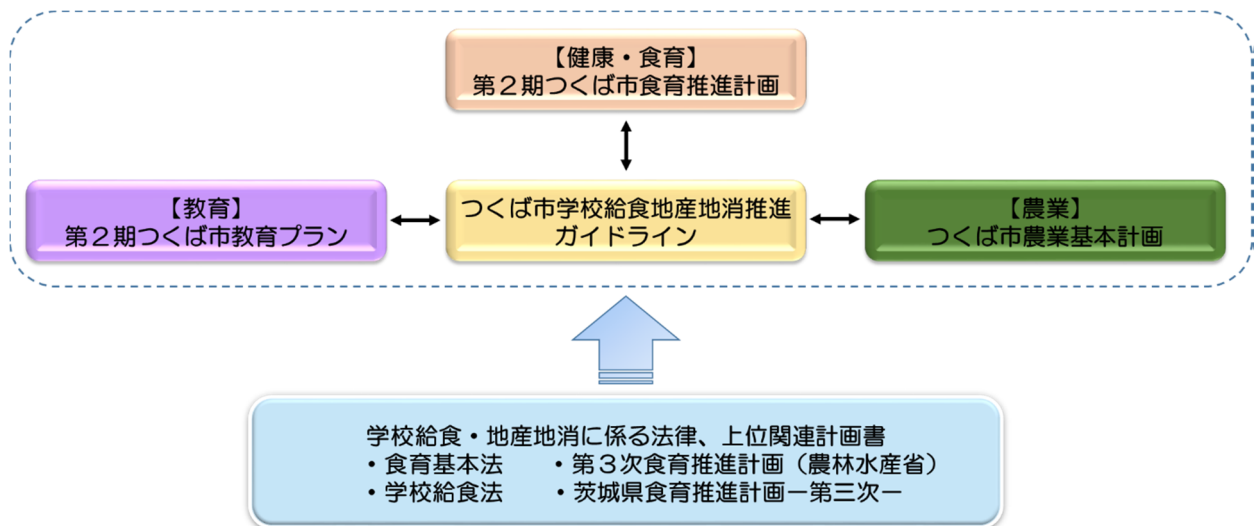 【健康・食育】
第２期つくば市食育推進計画
【教育】
第２期つくば市教育プラン
つくば市学校給食地産地消推進
ガイドライン
【農業】
つくば市農業基本計画
学校給食・地産地消に係る法律、上位関連計画書
・食育基本法　　・第３次食育推進計画（農林水産省）
・学校給食法　　・茨城県食育推進計画ー第三次ー